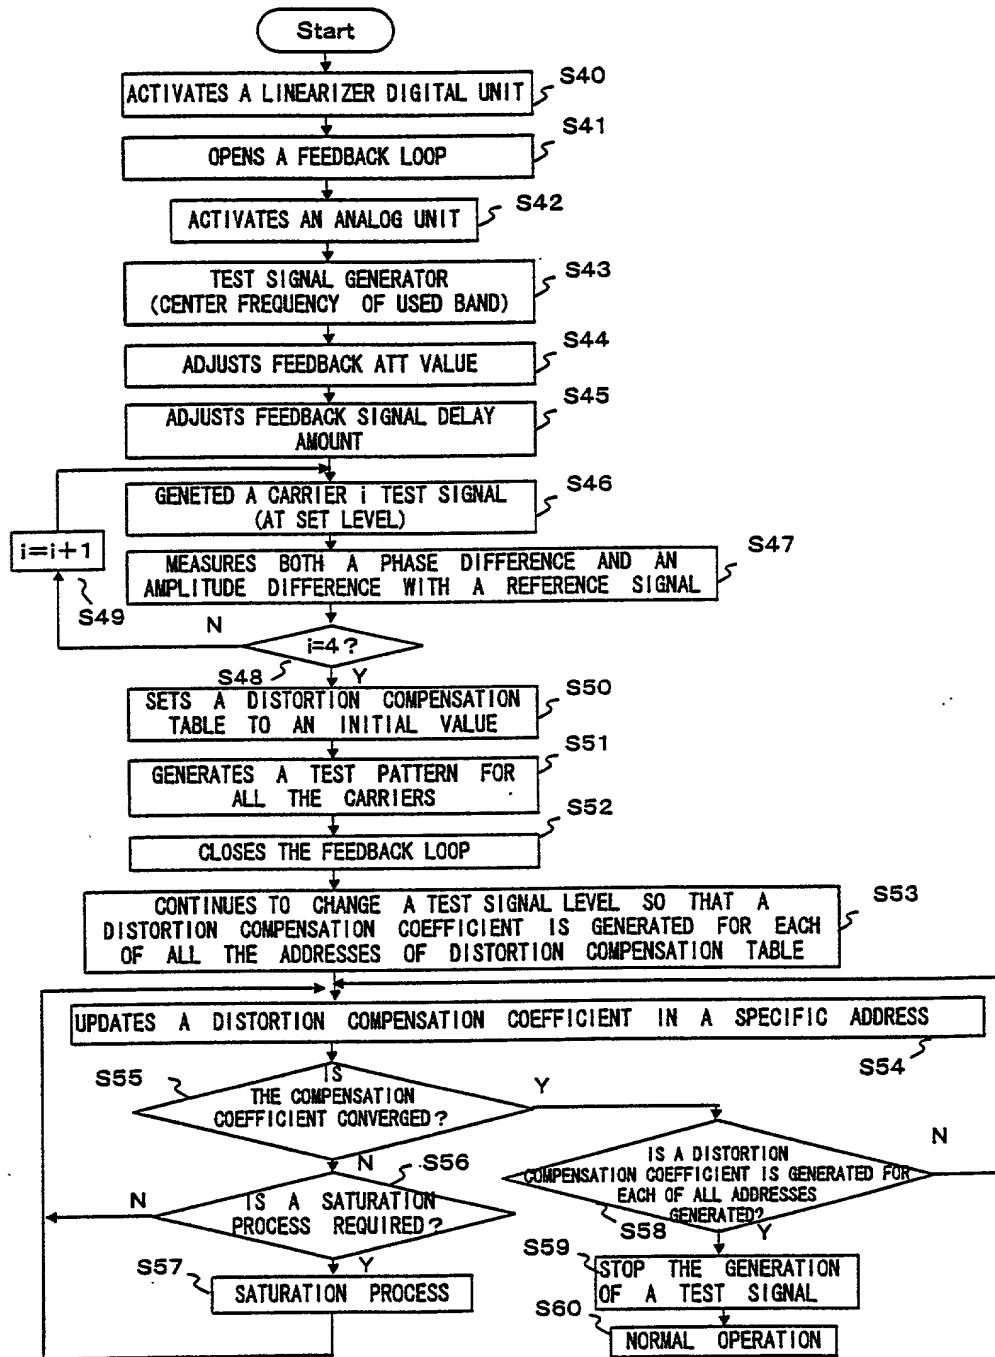 Start
S40
ACTIVATES A LINEARIZER DIGITAL UNIT
S41
OPENS A FEEDBACK LOOP
S42
ACTIVATES AN ANALOG UNIT
S43
TEST SIGNAL GENERATOR
(CENTER FREQUENCY OF USED BAND)
S44
ADJUSTS FEEDBACK ATT VALUE
S45
ADJUSTS FEEDBACK SIGNAL DELAY
AMOUNT
S46
GENETED A CARRIER i TEST SIGNAL
(AT SET LEVEL)
i=i+1
S49
S47
MEASURES BOTH A PHASE DIFFERENCE AND AN
AMPLITUDE DIFFERENCE WITH A REFERENCE SIGNAL
N
i=4?
S48
Y
S50
SETS A DISTORTION COMPENSATION
TABLE TO AN INITIAL VALUE
S51
GENERATES A TEST PATTERN FOR
ALL THE CARRIERS
S52
CLOSES THE FEEDBACK LOOP
S53
CONTINUES TO CHANGE A TEST SIGNAL LEVEL SO THAT A
DISTORTION COMPENSATION COEFFICIENT IS GENERATED FOR EACH
OF ALL THE ADDRESSES OF DISTORTION COMPENSATION TABLE
UPDATES A DISTORTION COMPENSATION COEFFICIENT IN A SPECIFIC ADDRESS
S54
S55
IS
THE COMPENSATION
COEFFICIENT CONVERGED?
Y
N
S56
N
IS A SATURATION
PROCESS REQUIRED?
Y
S57
SATURATION PROCESS
N
IS A DISTORTION
COMPENSATION COEFFICIENT IS GENERATED FOR
EACH OF ALL ADDRESSES
GENERATED?
S58
Y
S59
STOP THE GENERATION
OF A TEST SIGNAL
S60
NORMAL OPERATION